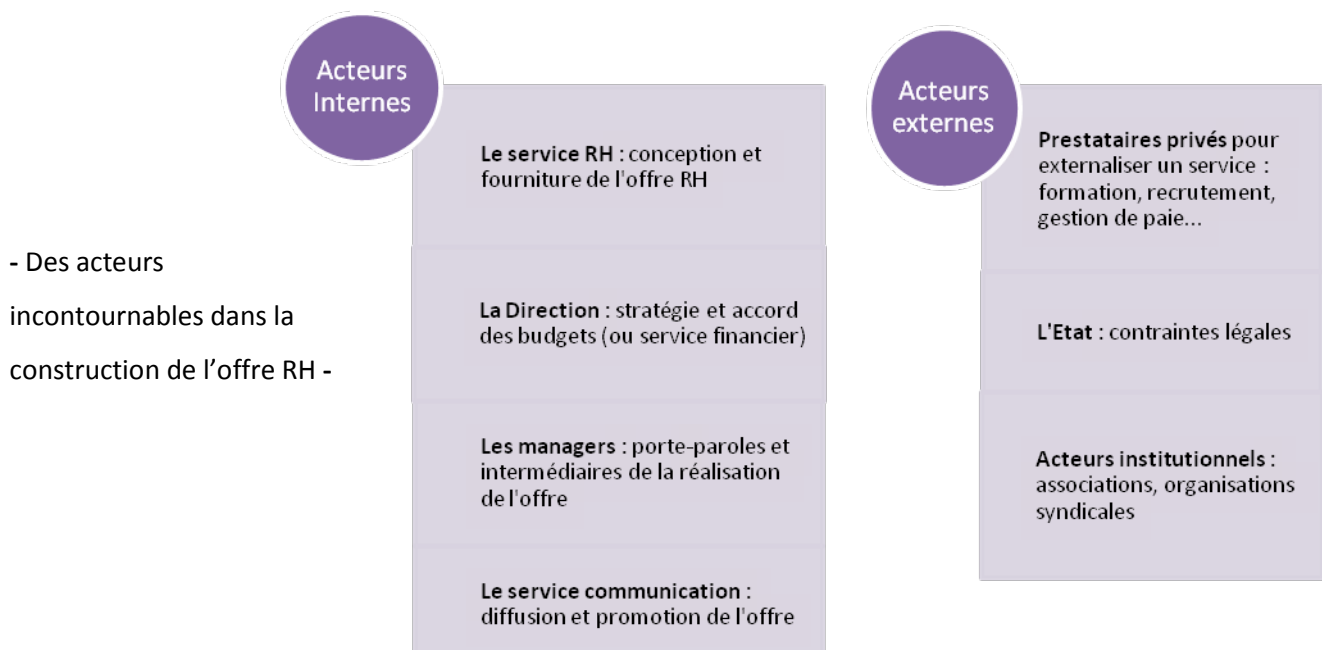 - Des acteurs
incontournables dans la
construction de l’offre RH -
Acteurs
Internes
Le service RH : conception et
fourniture de l'offre RH
La Direction : stratégie et accord
des budgets (ou service financier)
Les managers : porte-paroles et
intermédiaires de la réalisation
de l'offre
Le service communication :
diffusion et promotion de l'offre
Acteurs
externes
Prestataires privés pour
externaliser un service :
formation, recrutement,
gestion de paie...
L'Etat : contraintes légales
Acteurs institutionnels :
associations, organisations
syndicales